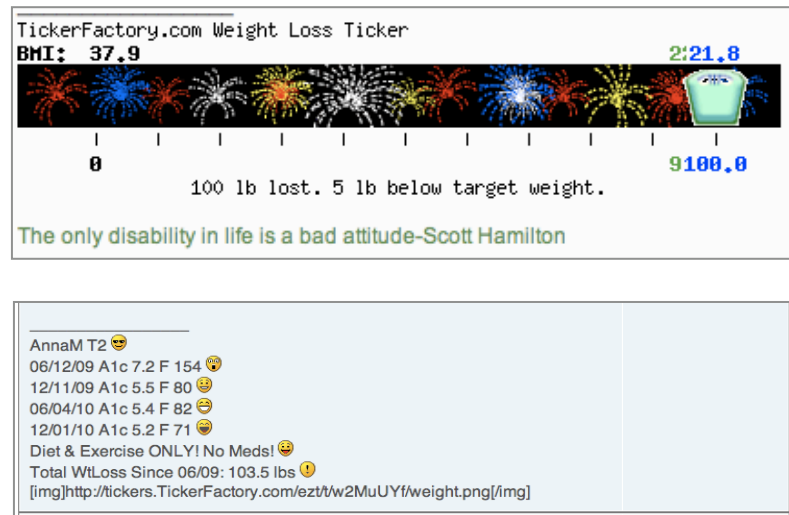 TickerFactory.com Weight Loss Ticker
BMI: 37.9 21.8
0 100.0
100 lb lost. 5 lb below target weight.
The only disability in life is a bad attitude-Scott Hamilton
AnnaM T2
06/12/09 A1c 7.2 F 154
12/11/09 A1c 5.5 F 80
06/04/10 A1c 5.4 F 82
12/01/10 A1c 5.2 F 71
Diet & Exercise ONLY! No Meds!
Total WtLoss Since 06/09: 103.5 lbs
[img]http://tickers.TickerFactory.com/ezt/t/w2MuUYf/weight.png[/img]